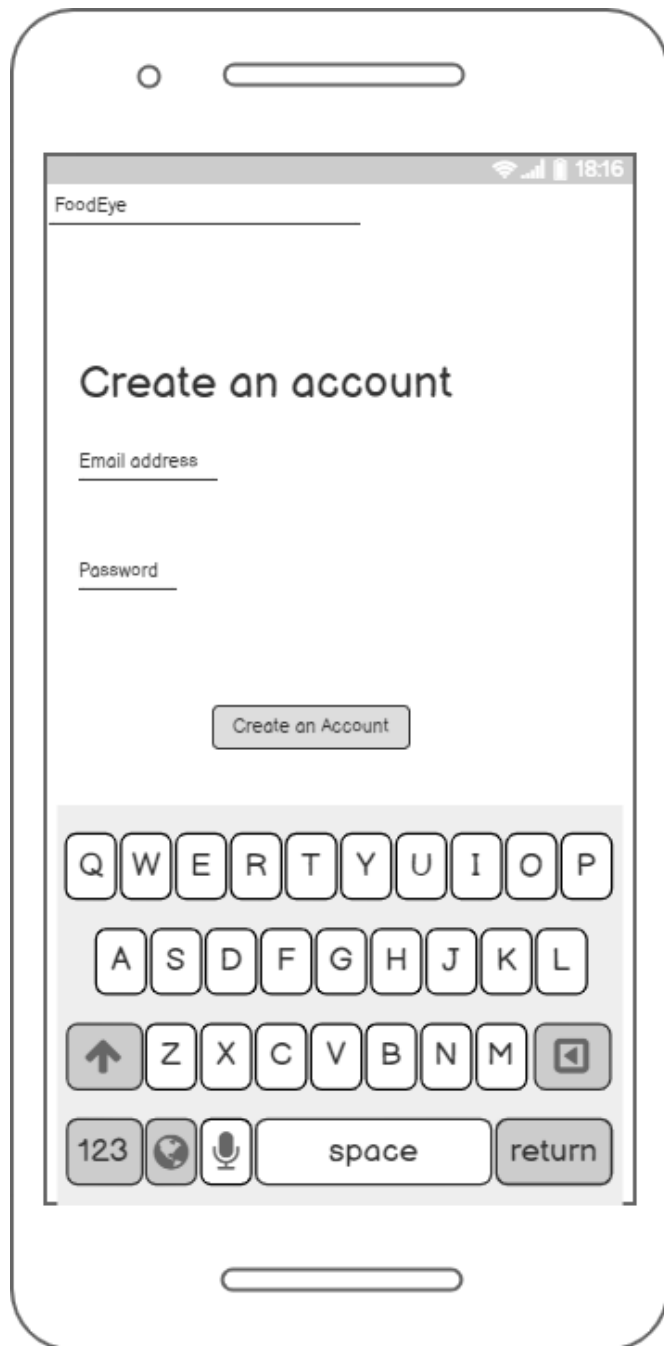 18:16
FoodEye
Create an account
Email address
Password
Create an Account
Q W E R T Y U I O P
A S D F G H J K L
Z X C V B N M
123 space return